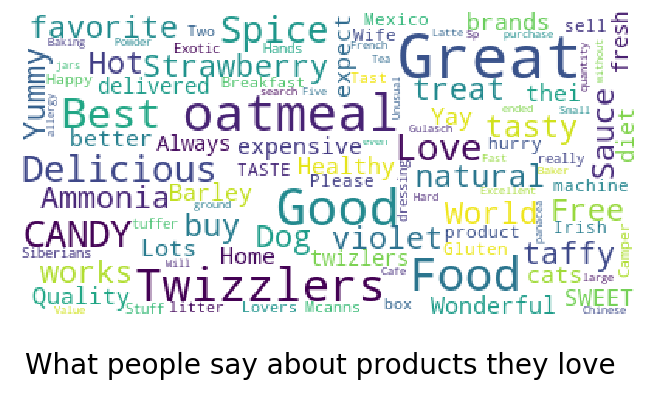 favorite Two Spice Mexico brands sell fresh
Baking Powder Exotic Hands expect Wife French Latte Sp purchase
jars Hot Strawberry Tea Great quantity without
Yummy Happy delivered Breakfast Tast Unusual treat thei
allergy Best search Five oatmeal Yay ended Small Sauce diet
better Always expensive Gulasch tasty
Delicious TASTE Healthy Love hurry really
Please dressing natural Fast Baker machine
Ammonia Barley Excellent
ground Good Hard World panacea Free
CANDY tuffer buy Dog violet product Irish Camper
Siberians Lots Home twizlers Gluten taffy
works Will Twizzlers Cafe Food cats large
Quality Stuff litter Lovers Mcanns box Wonderful SWEET
Value Chinese
What people say about products they love